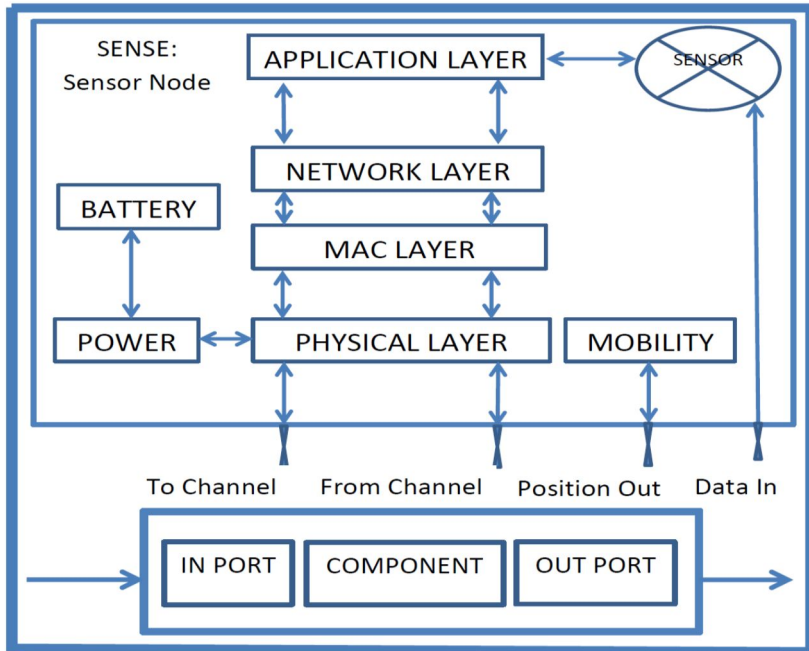 SENSE:
Sensor Node
APPLICATION LAYER
SENSOR
NETWORK LAYER
BATTERY
MAC LAYER
POWER
PHYSICAL LAYER
MOBILITY
To Channel
From Channel
Position Out
Data In
IN PORT
COMPONENT
OUT PORT